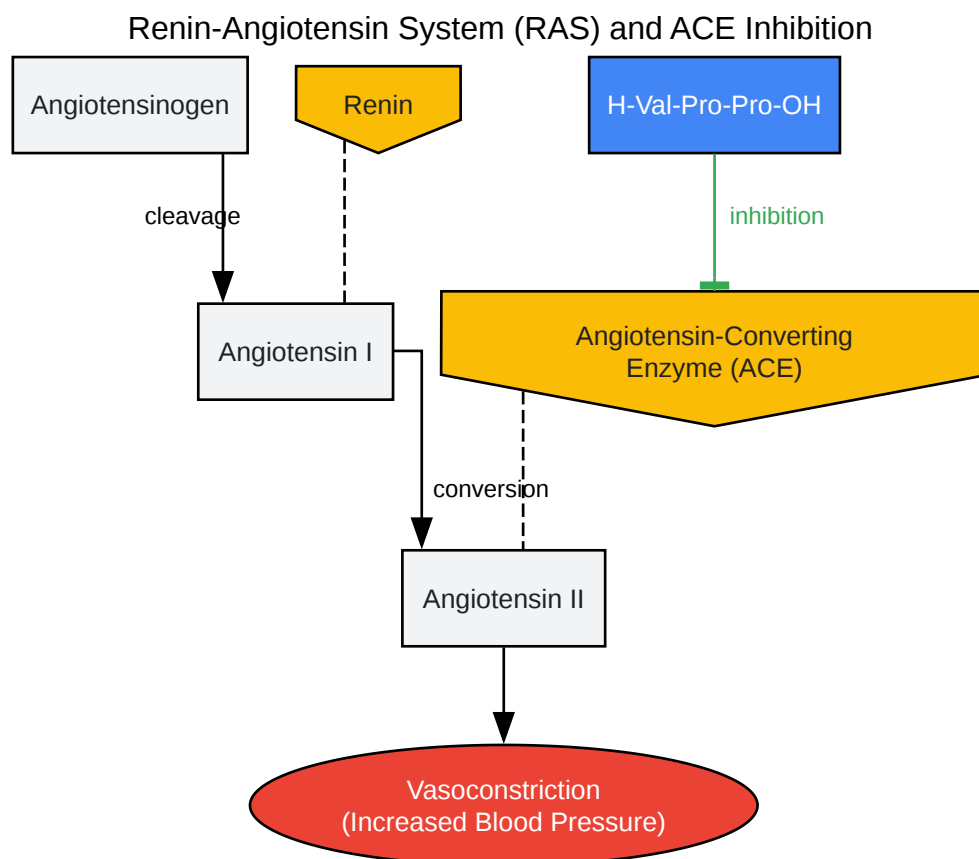 Renin-Angiotensin System (RAS) and ACE Inhibition
Angiotensinogen
Renin
H-Val-Pro-Pro-OH
cleavage
inhibition
Angiotensin I
Angiotensin-Converting
Enzyme (ACE)
conversion
Angiotensin II
Vasoconstriction
(Increased Blood Pressure)